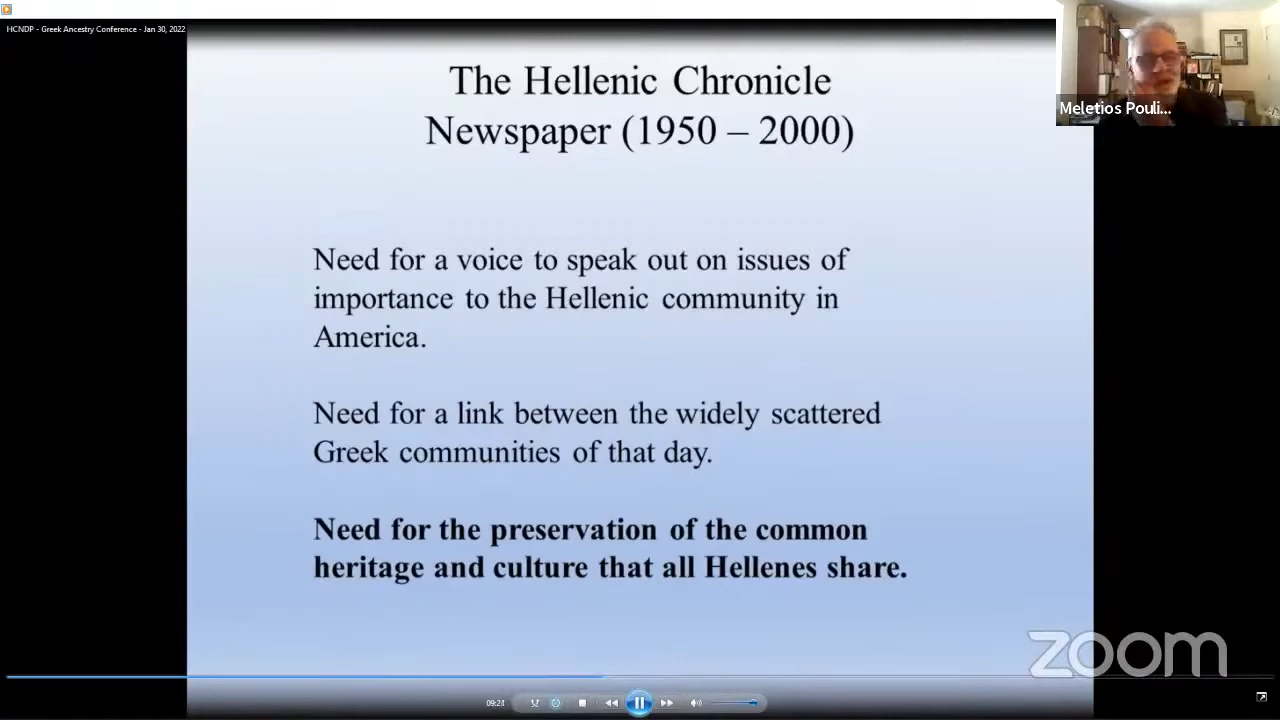 HCNDP - Greek Ancestry Conference - Jan 30, 2022
The Hellenic Chronicle
Newspaper (1950 – 2000)
Meletios Pouli...
Need for a voice to speak out on issues of
importance to the Hellenic community in
America.
Need for a link between the widely scattered
Greek communities of that day.
Need for the preservation of the common
heritage and culture that all Hellenes share.
zoom
09:24